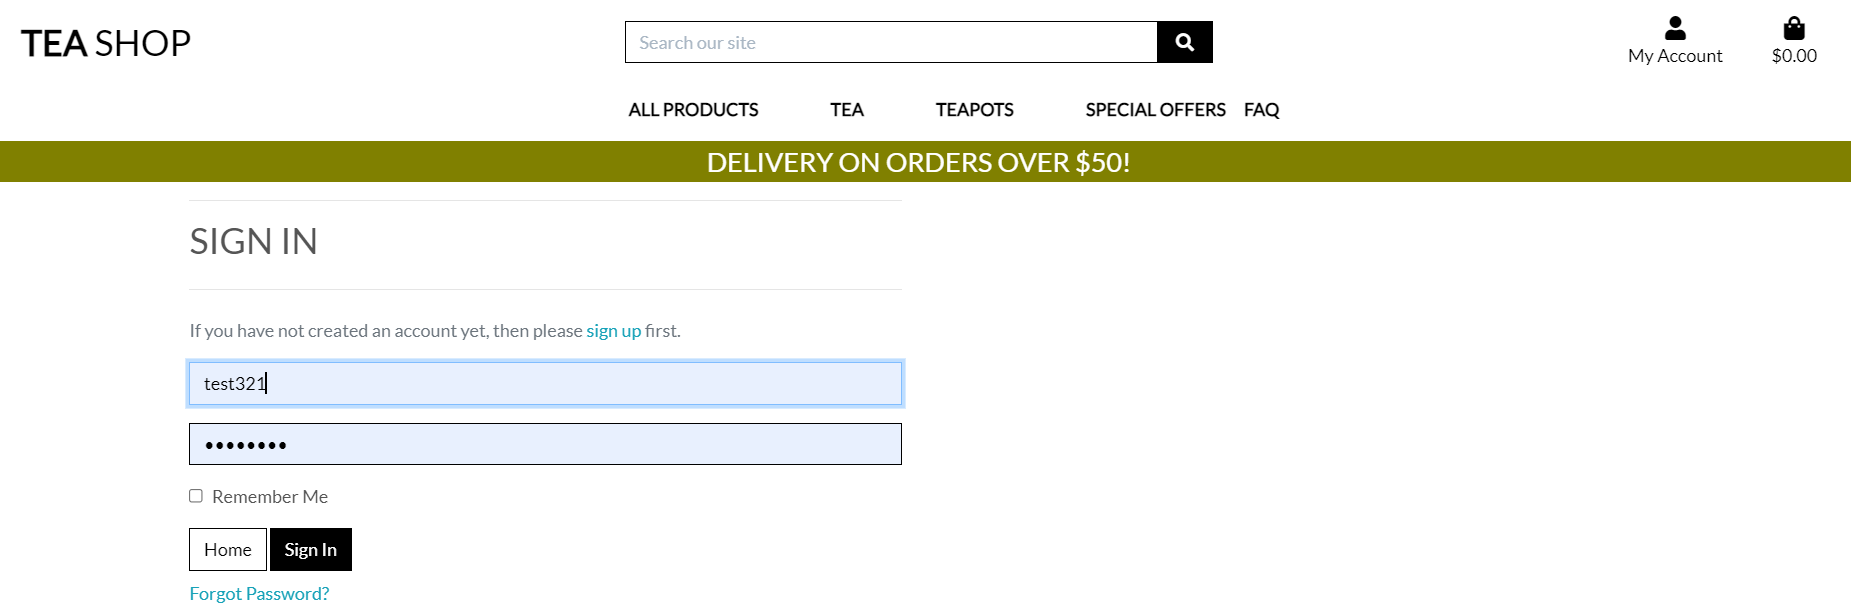 TEA SHOP
Search our site
My Account
$0.00
ALL PRODUCTS TEA TEAPOTS SPECIAL OFFERS FAQ
DELIVERY ON ORDERS OVER $50!
SIGN IN
If you have not created an account yet, then please sign up first.
test321
••••••••
Remember Me
Home Sign In
Forgot Password?